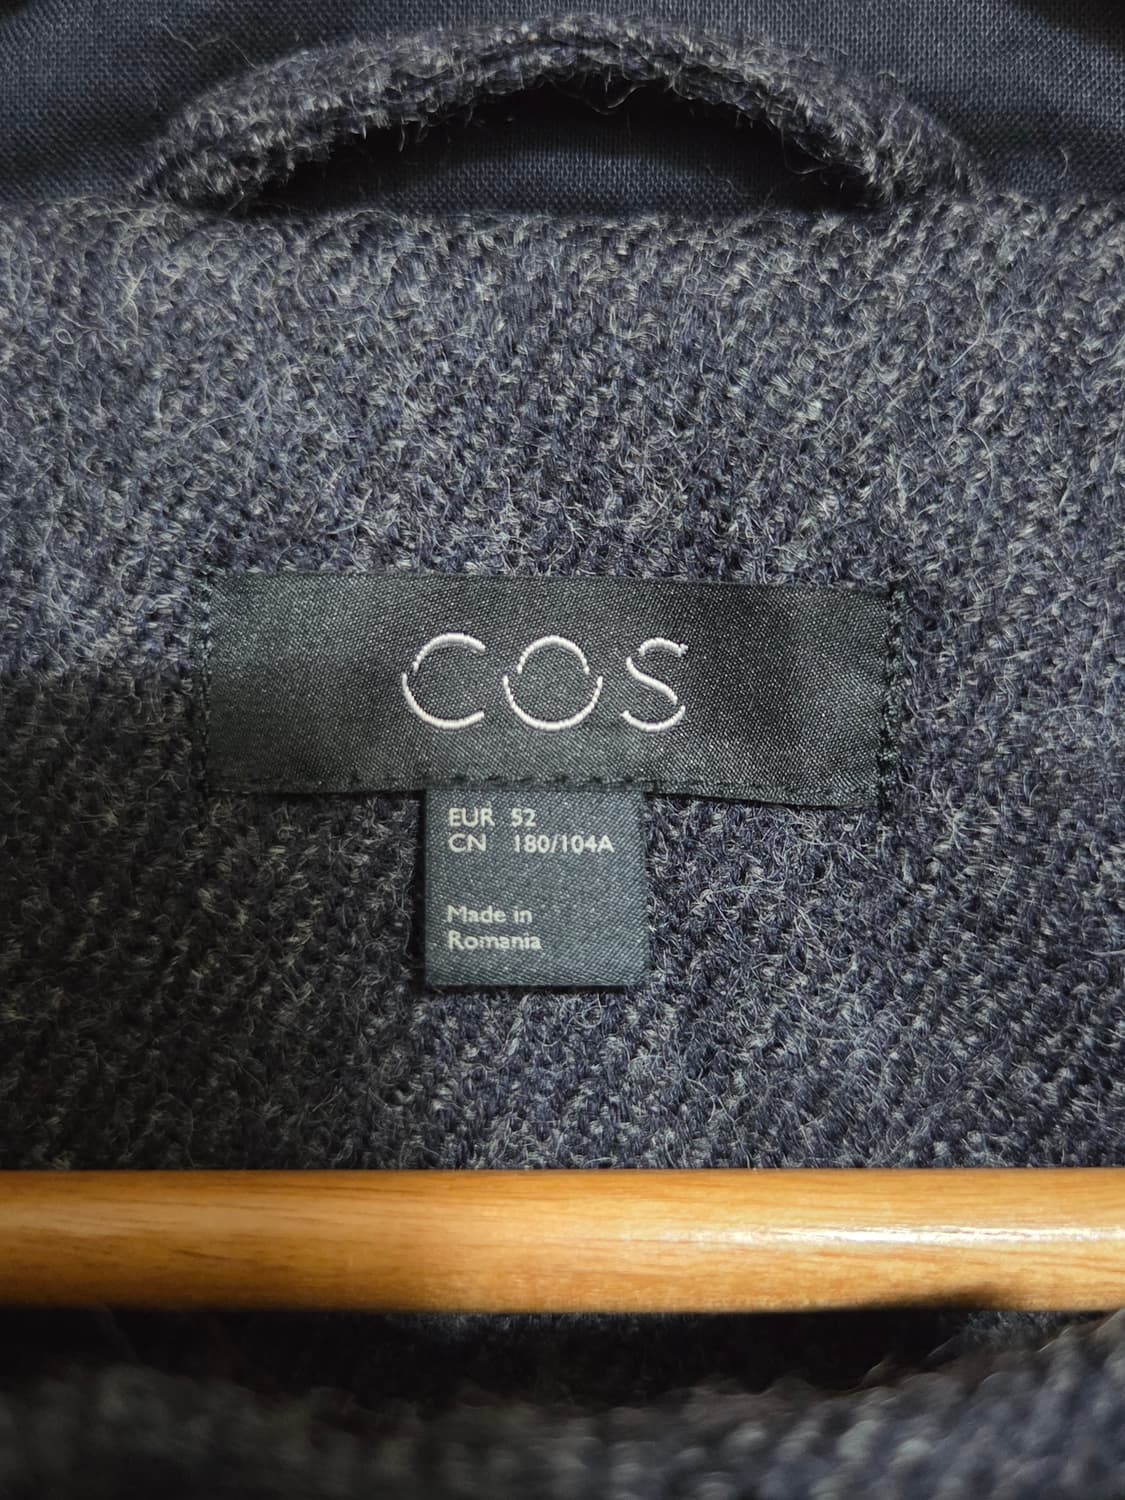 COS
EUR 52
CN 180/104A
Made in
Romania